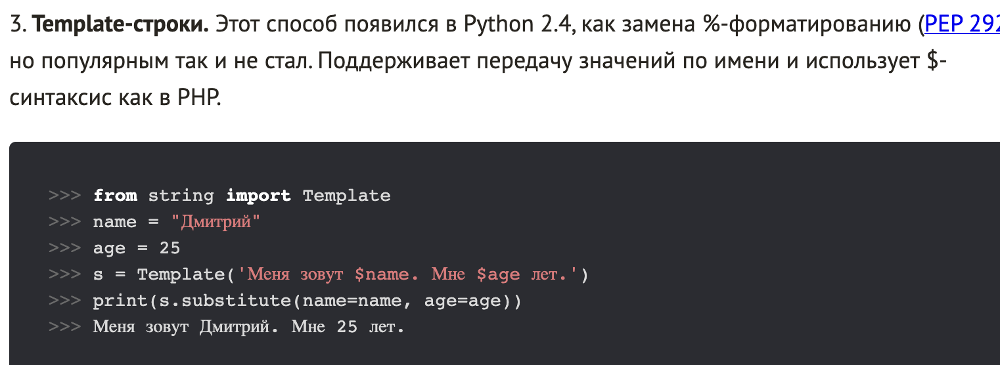 3. Template-строки. Этот способ появился в Python 2.4, как замена %-форматированию (PEP 292
но популярным так и не стал. Поддерживает передачу значений по имени и использует $-
синтаксис как в PHP.
>>> from string import Template
>>> name = "Дмитрий"
>>> age = 25
>>> s = Template('Меня зовут $name. Мне $age лет.')
>>> print(s.substitute(name=name, age=age))
>>> Меня зовут Дмитрий. Мне 25 лет.